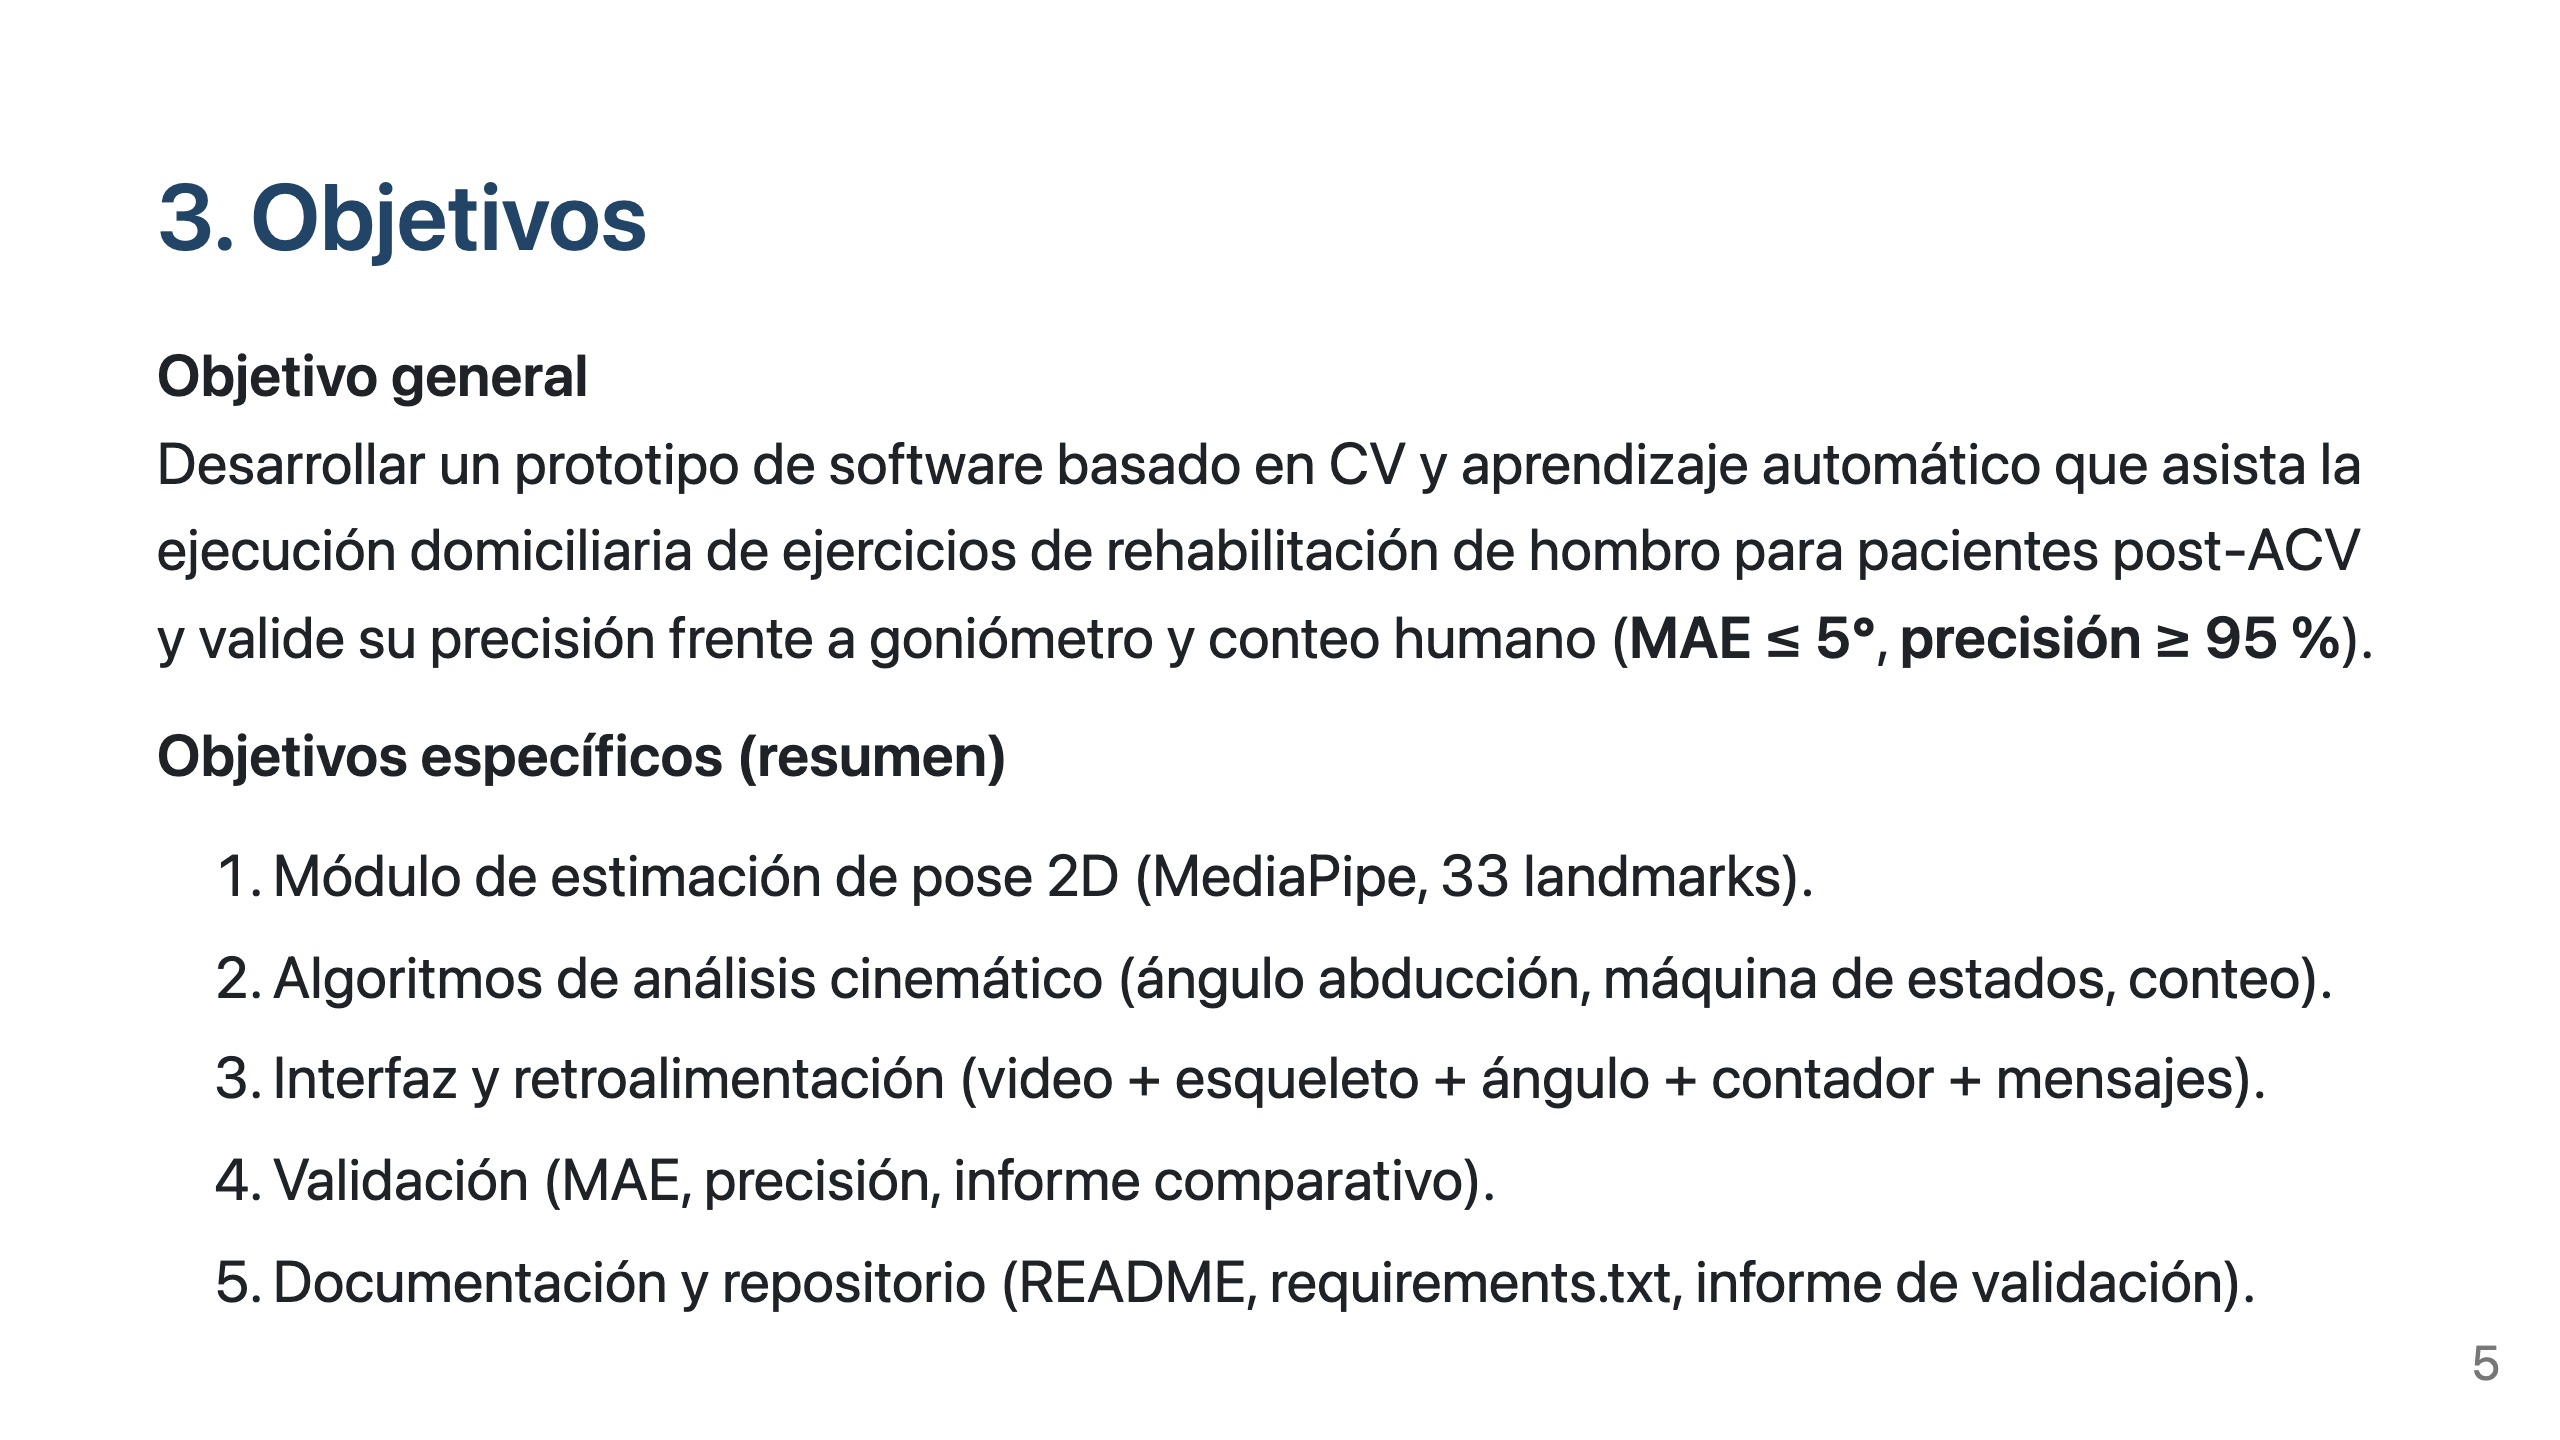 3. Objetivos
Objetivo general
Desarrollar un prototipo de software basado en CV y aprendizaje automático que asista la
ejecución domiciliaria de ejercicios de rehabilitación de hombro para pacientes post-ACV
y valide su precisión frente a goniómetro y conteo humano (MAE ≤ 5°, precisión ≥ 95 %).
Objetivos específicos (resumen)
1. Módulo de estimación de pose 2D (MediaPipe, 33 landmarks).
2. Algoritmos de análisis cinemático (ángulo abducción, máquina de estados, conteo).
3. Interfaz y retroalimentación (video + esqueleto + ángulo + contador + mensajes).
4. Validación (MAE, precisión, informe comparativo).
5. Documentación y repositorio (README, requirements.txt, informe de validación).
5